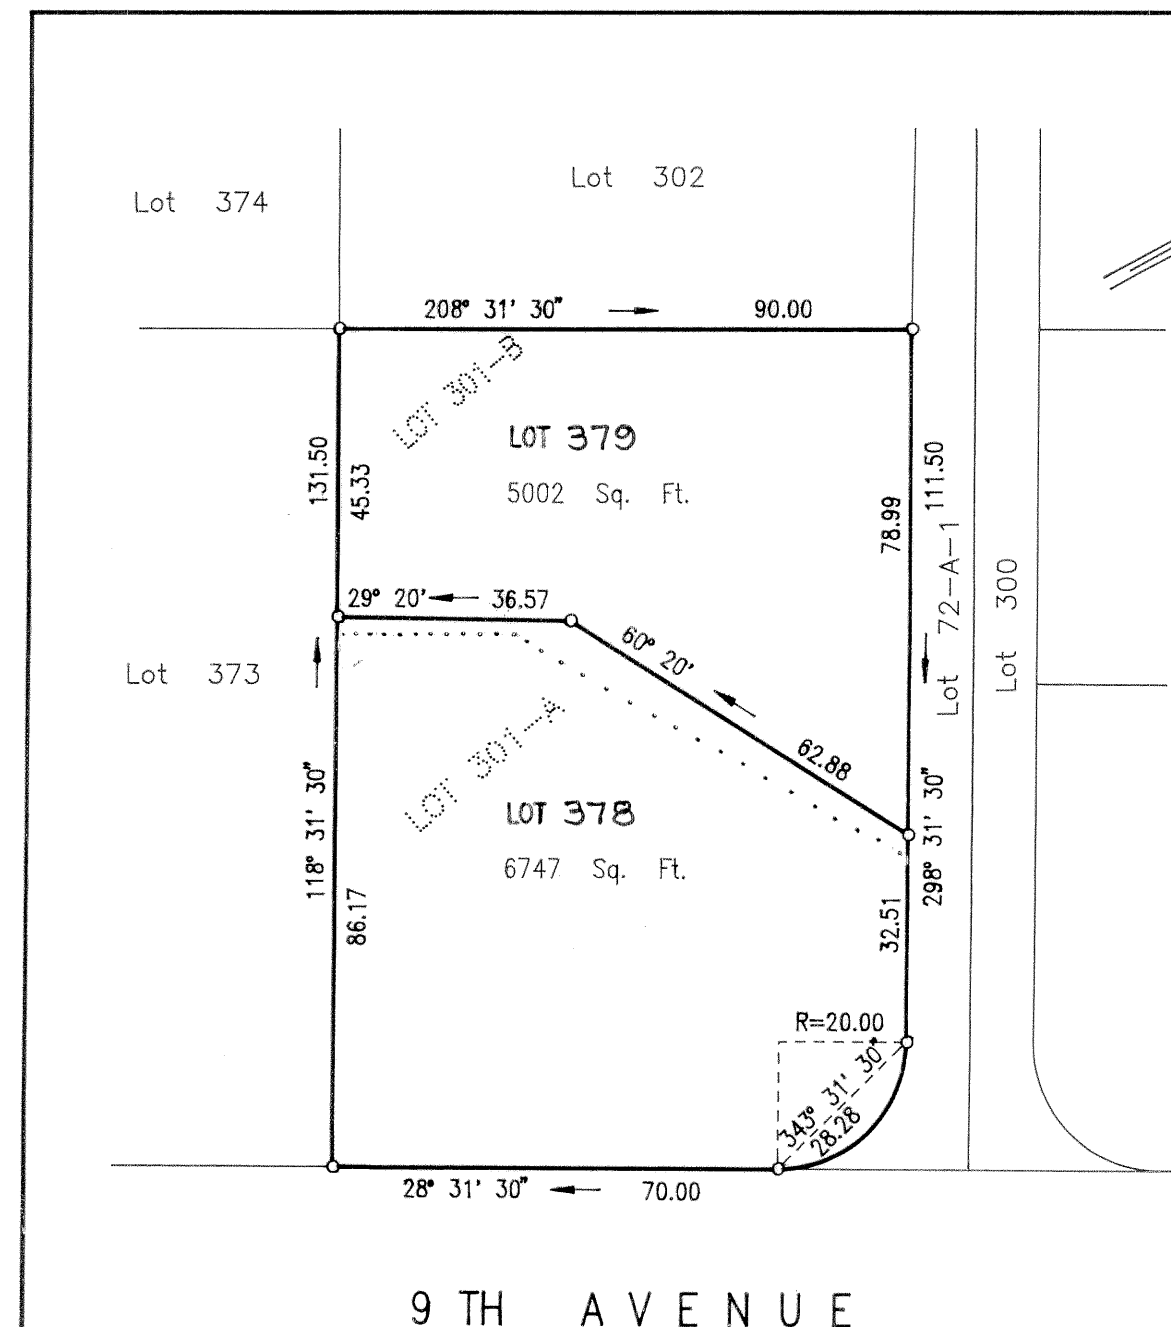 Lot 374
Lot 302
208° 31' 30" 90.00
LOT 301-B
LOT 379
5002 Sq. Ft.
131.50
45.33
111.50
78.99
Lot 72-A-1
Lot 300
29° 20' 36.57
60° 20'
62.88
Lot 373
LOT 301-A
LOT 378
6747 Sq. Ft.
118° 31' 30"
86.17
298° 31' 30"
32.51
R=20.00
343° 31' 30"
28.28
28° 31' 30" 70.00
9 TH AVENUE